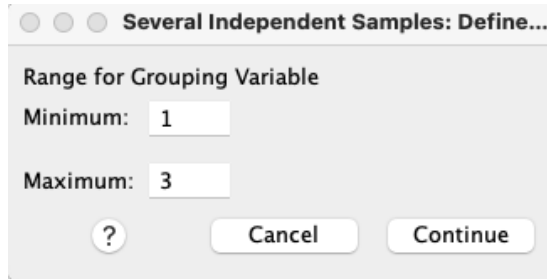 Several Independent Samples: Define...
Range for Grouping Variable
Minimum: 1
Maximum: 3
? Cancel Continue